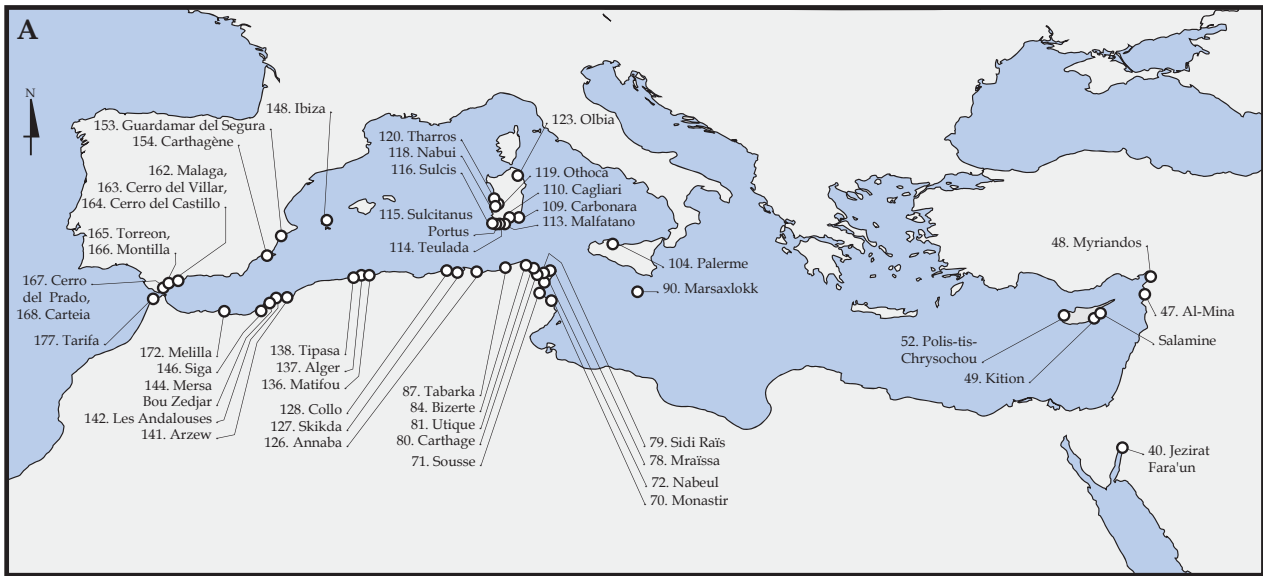 A
N
148. Ibiza
153. Guardamar del Segura
154. Carthagène
162. Malaga,
163. Cerro del Villar,
164. Cerro del Castillo
165. Torreon,
166. Montilla
167. Cerro
del Prado,
168. Carteia
177. Tarifa
172. Melilla
146. Siga
144. Mersa
Bou Zedjar
142. Les Andalouses
141. Arzew
138. Tipasa
137. Alger
136. Matifou
128. Collo
127. Skikda
126. Annaba
123. Olbia
120. Tharros
118. Nabui
116. Sulcis
119. Othoca
110. Cagliari
109. Carbonara
113. Malfatano
115. Sulcitanus
Portus
114. Teulada
104. Palerme
90. Marsaxlokk
87. Tabarka
84. Bizerte
81. Utique
80. Carthage
71. Sousse
79. Sidi Raïs
78. Mraïssa
72. Nabeul
70. Monastir
48. Myriandos
47. Al-Mina
Salamine
52. Polis-tis-
Chrysochou
49. Kition
40. Jezirat
Fara'un